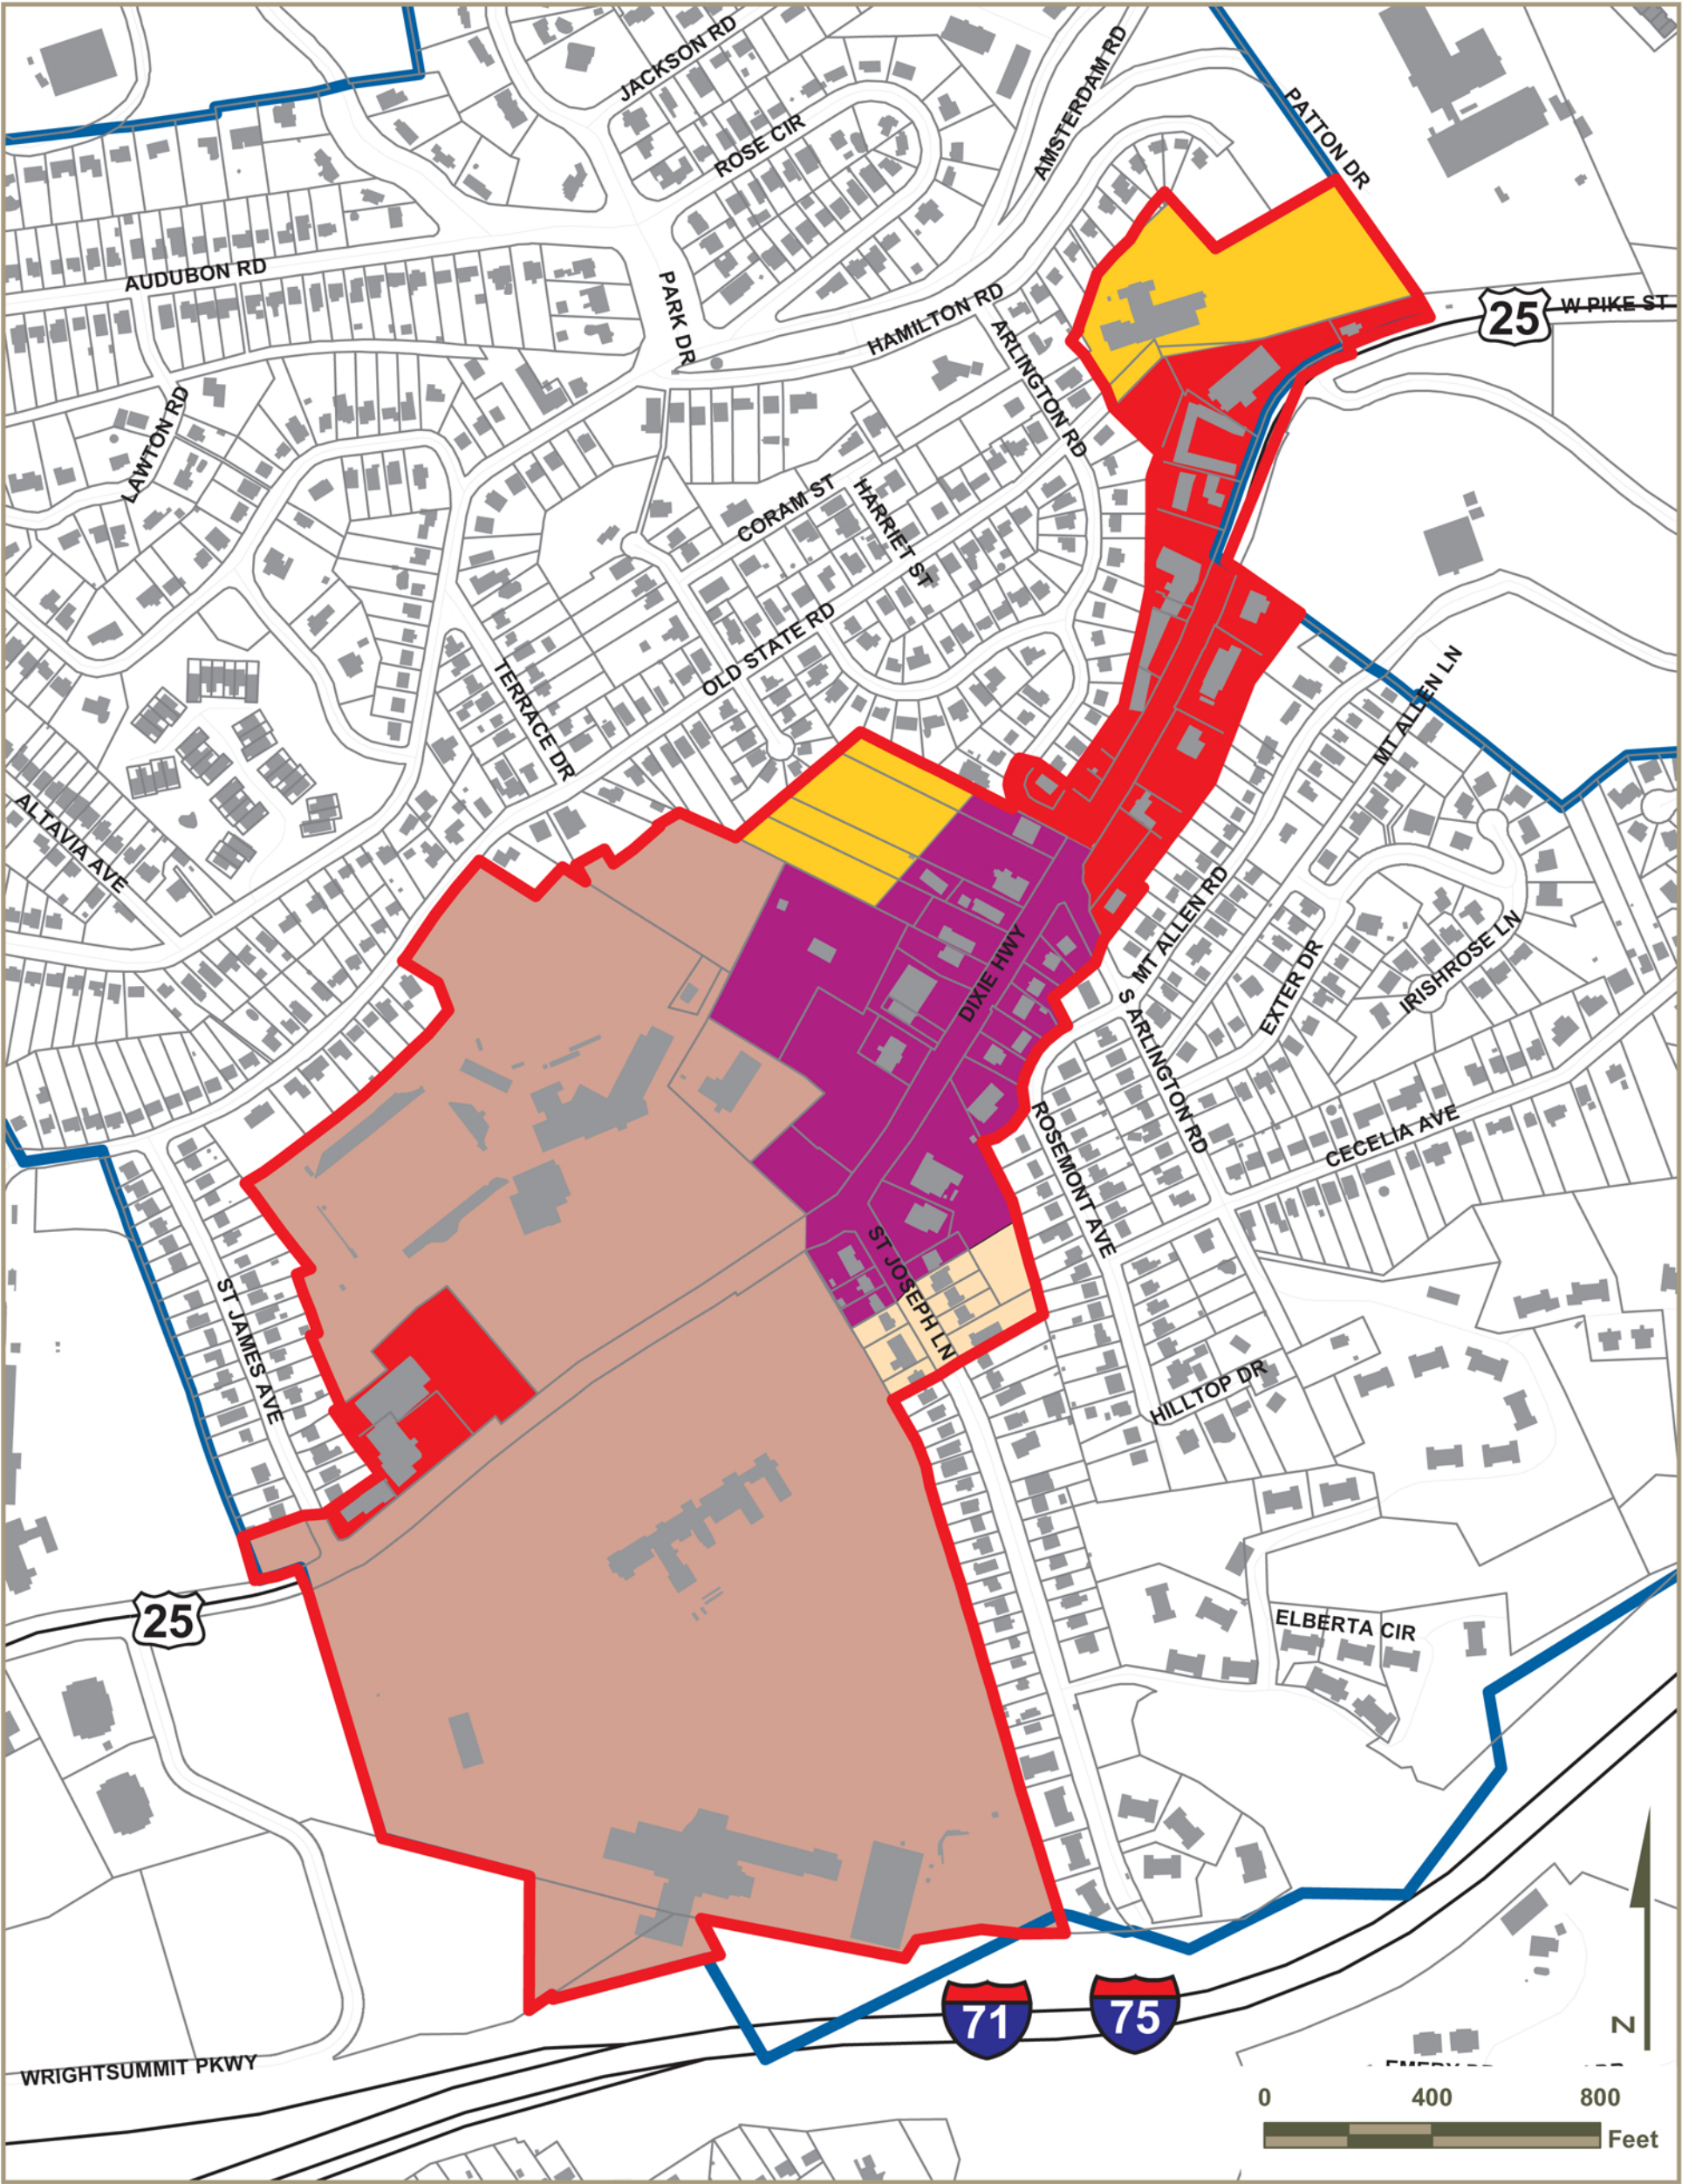 JACKSON RD
AMSTERDAM RD
PATTON DR
ROSE CIR
AUDUBON RD
PARK DR
HAMILTON RD
25
W PIKE ST
ARLINGTON RD
LAWTON RD
CORAM ST
HARRIET ST
OLD STATE RD
TERRACE DR
MT ALLEN LN
ALTAVIA AVE
DIXIE HWY
MT ALLEN RD
S ARLINGTON RD
EXTER DR
IRISHROSE LN
ROSEMONT AVE
CECELIA AVE
ST JOSEPH LN
ST JAMES AVE
HILLTOP DR
25
ELBERTA CIR
71
75
N
WRIGHTSUMMIT PKWY
0 400 800
Feet